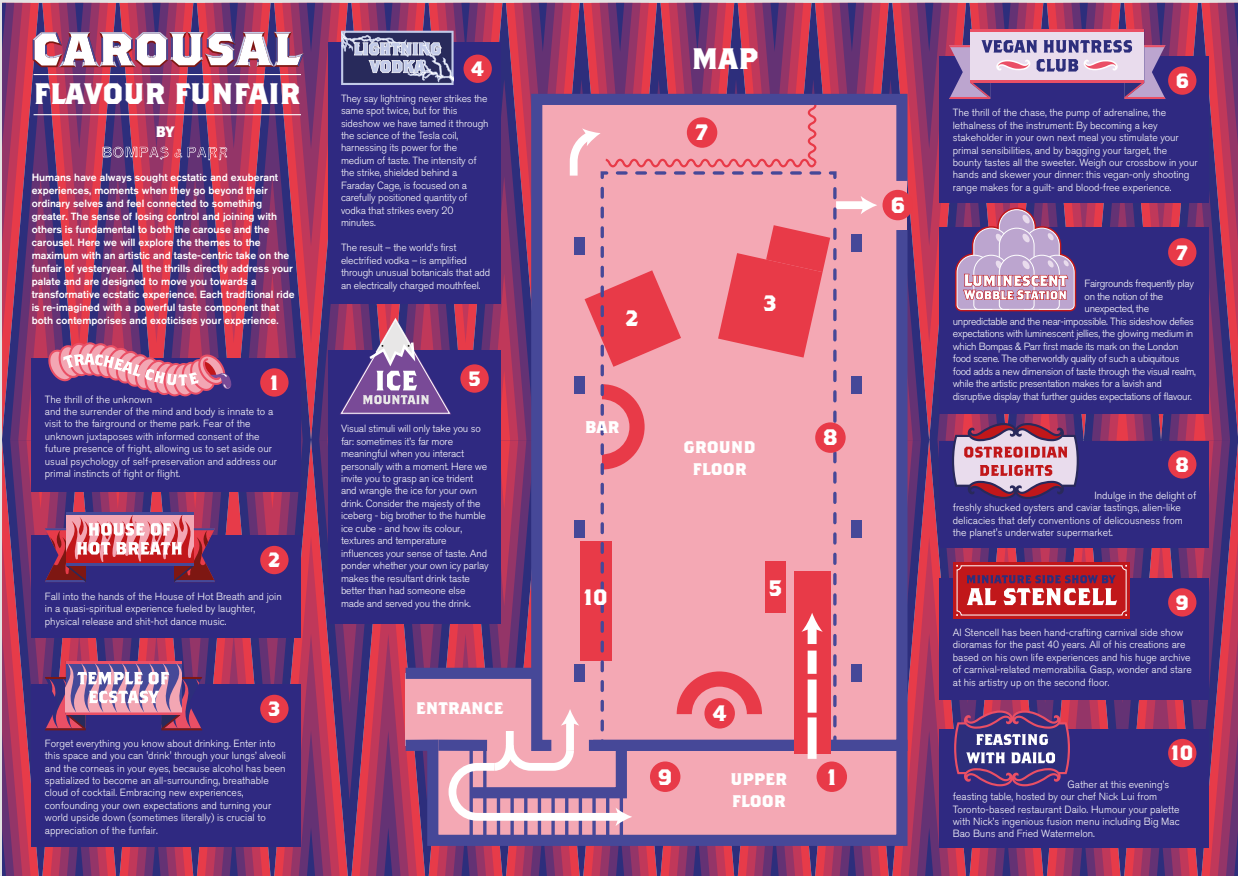 CAROUSAL
FLAVOUR FUNFAIR
BY
BOMPAS & PARR
Humans have always sought ecstatic and exuberant
experiences, moments when they go beyond their
ordinary selves and feel connected to something
greater. The sense of losing control and joining with
others is fundamental to both the carouse and the
carousel. Here we will explore the themes to the
maximum with an artistic and taste-centric take on the
funfair of yesteryear. All the thrills directly address your
palate and are designed to move you towards a
transformative ecstatic experience. Each traditional ride
is re-imagined with a powerful taste component that
both contemporises and exoticises your experience.
TRACHEAL CHUTE
1
The thrill of the unknown
and the surrender of the mind and body is innate to a
visit to the fairground or theme park. Fear of the
unknown juxtaposes with informed consent of the
future presence of fright, allowing us to set aside our
usual psychology of self-preservation and address our
primal instincts of fight or flight.
HOUSE OF
HOT BREATH
2
Fall into the hands of the House of Hot Breath and join
in a quasi-spiritual experience fueled by laughter,
physical release and shit-hot dance music.
TEMPLE OF
ECSTASY
3
Forget everything you know about drinking. Enter into
this space and you can 'drink' through your lungs' alveoli
and the corneas in your eyes, because alcohol has been
spatialized to become an all-surrounding, breathable
cloud of cocktail. Embracing new experiences,
confounding your own expectations and turning your
world upside down (sometimes literally) is crucial to
appreciation of the funfair.
LIGHTNING
VODKA
4
They say lightning never strikes the
same spot twice, but for this
sideshow we have tamed it through
the science of the Tesla coil,
harnessing its power for the
medium of taste. The intensity of
the strike, shielded behind a
Faraday Cage, is focused on a
carefully positioned quantity of
vodka that strikes every 20
minutes.
The result – the world's first
electrified vodka – is amplified
through unusual botanicals that add
an electrically charged mouthfeel.
ICE
MOUNTAIN
5
Visual stimuli will only take you so
far: sometimes it's far more
meaningful when you interact
personally with a moment. Here we
invite you to grasp an ice trident
and wrangle the ice for your own
drink. Consider the majesty of the
iceberg - big brother to the humble
ice cube - and how its colour,
textures and temperature
influences your sense of taste. And
ponder whether your own icy parlay
makes the resultant drink taste
better than had someone else
made and served you the drink.
MAP
7
6
2
3
BAR
8
GROUND
FLOOR
10
5
ENTRANCE
4
9
UPPER
FLOOR
1
VEGAN HUNTRESS
CLUB
6
The thrill of the chase, the pump of adrenaline, the
lethalness of the instrument: By becoming a key
stakeholder in your own next meal you stimulate your
primal sensibilities, and by bagging your target, the
bounty tastes all the sweeter. Weigh our crossbow in your
hands and skewer your dinner: this vegan-only shooting
range makes for a guilt- and blood-free experience.
LUMINESCENT
WOBBLE STATION
7
Fairgrounds frequently play
on the notion of the
unexpected, the
unpredictable and the near-impossible. This sideshow defies
expectations with luminescent jellies, the glowing medium in
which Bompas & Parr first made its mark on the London
food scene. The otherworldly quality of such a ubiquitous
food adds a new dimension of taste through the visual realm,
while the artistic presentation makes for a lavish and
disruptive display that further guides expectations of flavour.
OSTREOIDIAN
DELIGHTS
8
Indulge in the delight of
freshly shucked oysters and caviar tastings, alien-like
delicacies that defy conventions of delicousness from
the planet's underwater supermarket.
MINIATURE SIDE SHOW BY
AL STENCELL
9
Al Stencell has been hand-crafting carnival side show
dioramas for the past 40 years. All of his creations are
based on his own life experiences and his huge archive
of carnival-related memorabilia. Gasp, wonder and stare
at his artistry up on the second floor.
FEASTING
WITH DAILO
10
Gather at this evening's
feasting table, hosted by our chef Nick Lui from
Toronto-based restaurant Dailo. Humour your palette
with Nick's ingenious fusion menu including Big Mac
Bao Buns and Fried Watermelon.